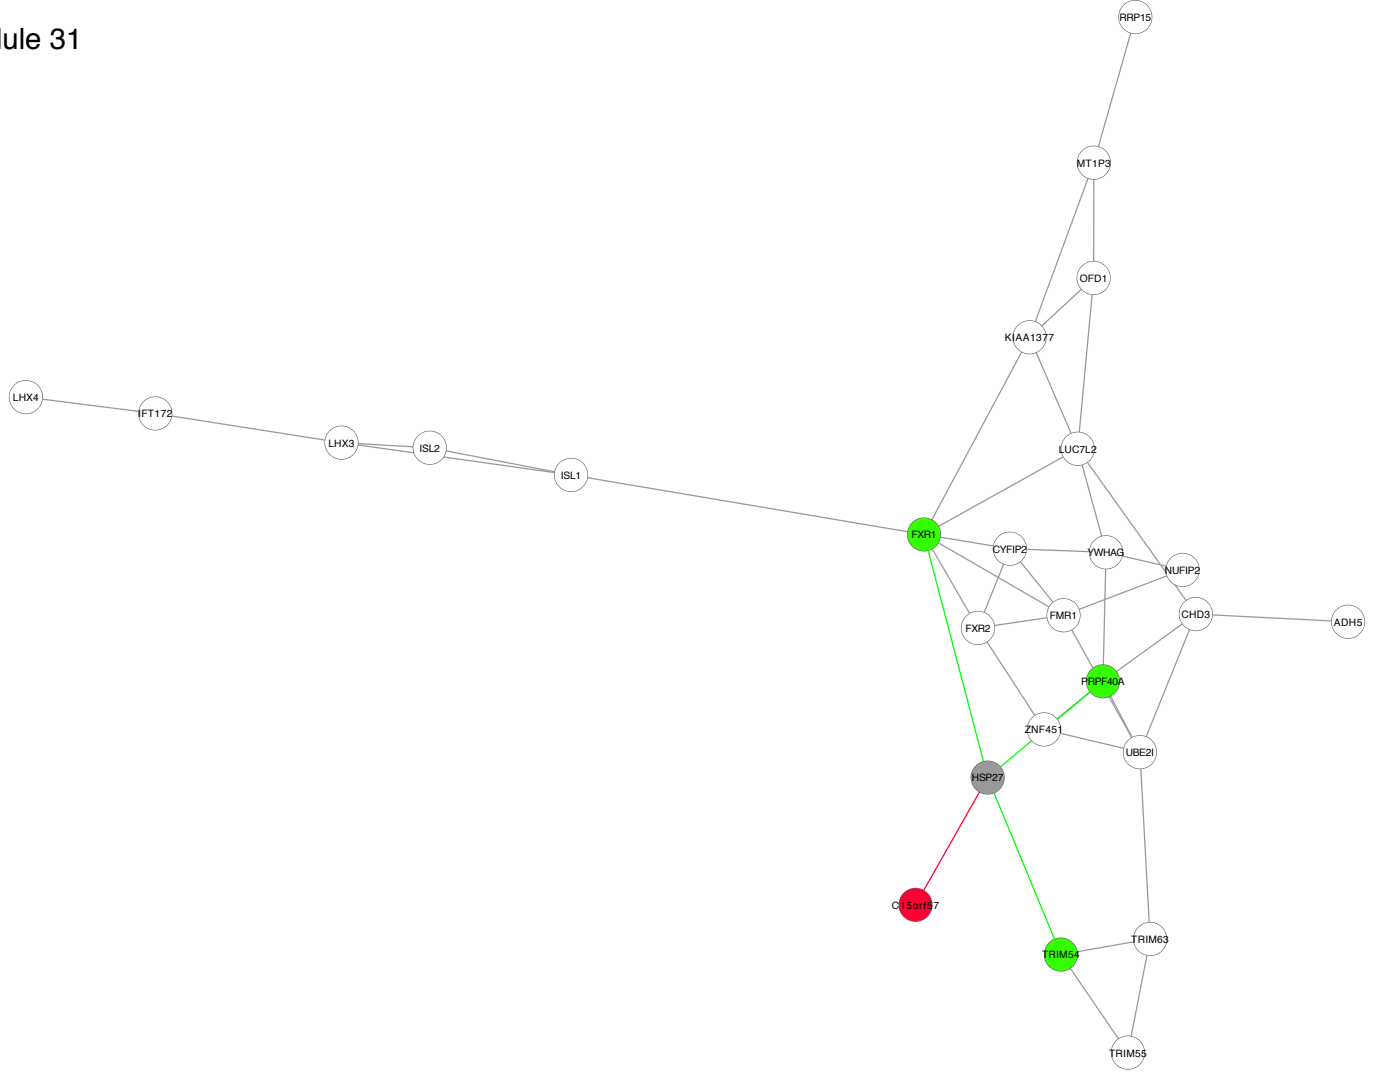 RRP15
dule 31
MT1P3
OFD1
KIAA1377
LHX4
IFT172
LHX3
ISL2
LUC7L2
ISL1
FXR1
CYFIP2
YWHAG
NUFIP2
FMR1
CHD3
ADH5
FXR2
PRPF40A
ZNF451
UBE2I
HSP27
C15orf57
TRIM63
TRIM54
TRIM55